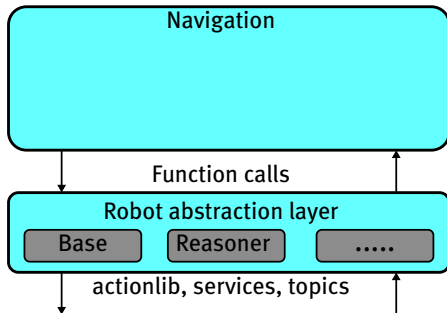 Navigation
Function calls
Robot abstraction layer
Base Reasoner .....
actionlib, services, topics